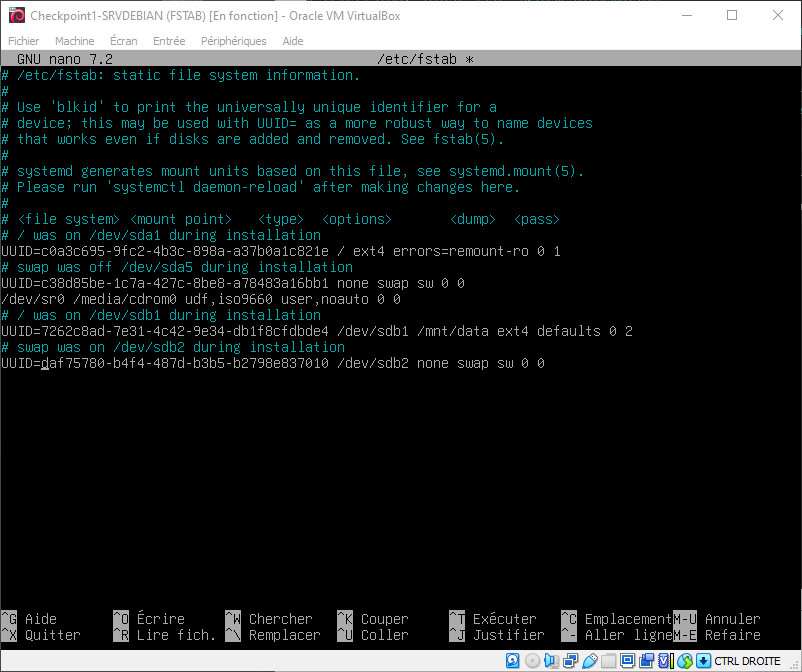 Checkpoint1-SRVDEBIAN (FSTAB) [En fonction] - Oracle VM VirtualBox
Fichier Machine Écran Entrée Périphériques Aide
GNU nano 7.2 /etc/fstab *
# /etc/fstab: static file system information.
#
# Use 'blkid' to print the universally unique identifier for a
# device; this may be used with UUID= as a more robust way to name devices
# that works even if disks are added and removed. See fstab(5).
#
# systemd generates mount units based on this file, see systemd.mount(5).
# Please run 'systemctl daemon-reload' after making changes here.
#
# <file system> <mount point> <type> <options> <dump> <pass>
# / was on /dev/sda1 during installation
UUID=c0a3c695-9fc2-4b3c-898a-a37b0a1c821e / ext4 errors=remount-ro 0 1
# swap was off /dev/sda5 during installation
UUID=c38d85be-1c7a-427c-8be8-a78483a16bb1 none swap sw 0 0
/dev/sr0 /media/cdrom0 udf,iso9660 user,noauto 0 0
# / was on /dev/sdb1 during installation
UUID=7262c8ad-7e31-4c42-9e34-db1f8cfdbde4 /dev/sdb1 /mnt/data ext4 defaults 0 2
# swap was on /dev/sdb2 during installation
UUID=daf75780-b4f4-487d-b3b5-b2798e837010 /dev/sdb2 none swap sw 0 0
^G Aide ^O Écrire ^W Chercher ^K Couper ^T Exécuter ^C Emplacement M-U Annuler
^X Quitter ^R Lire fich. ^\ Remplacer ^U Coller ^J Justifier ^- Aller ligne M-E Refaire
CTRL DROITE